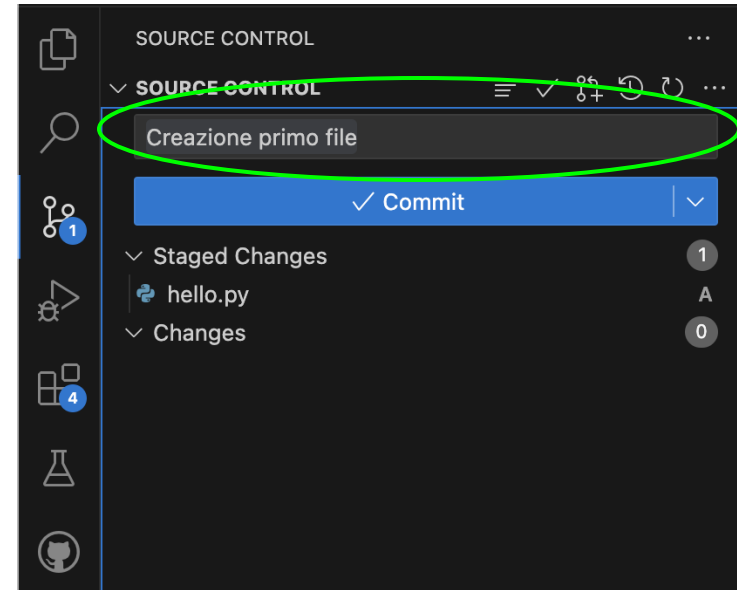 SOURCE CONTROL
SOURCE CONTROL
Creazione primo file
Commit
Staged Changes 1
hello.py A
Changes 0
1
4